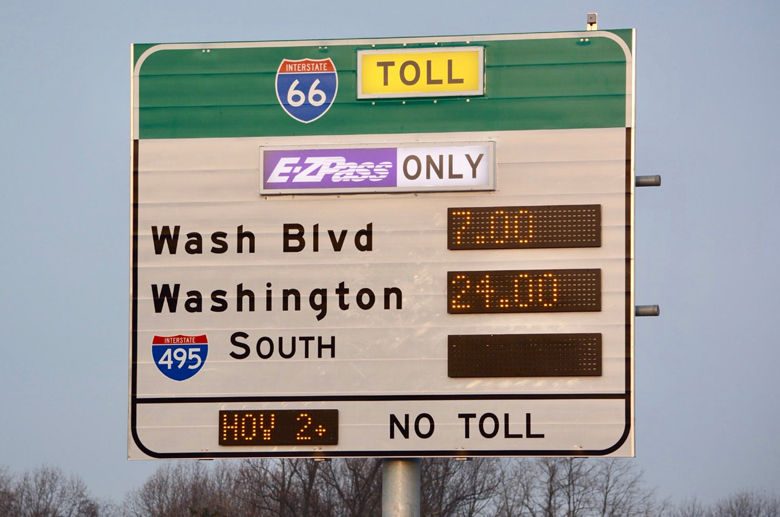 INTERSTATE
66
TOLL
E-ZPass ONLY
Wash Blvd 7.00
Washington 24.00
INTERSTATE
495 SOUTH
HOV 2+ NO TOLL